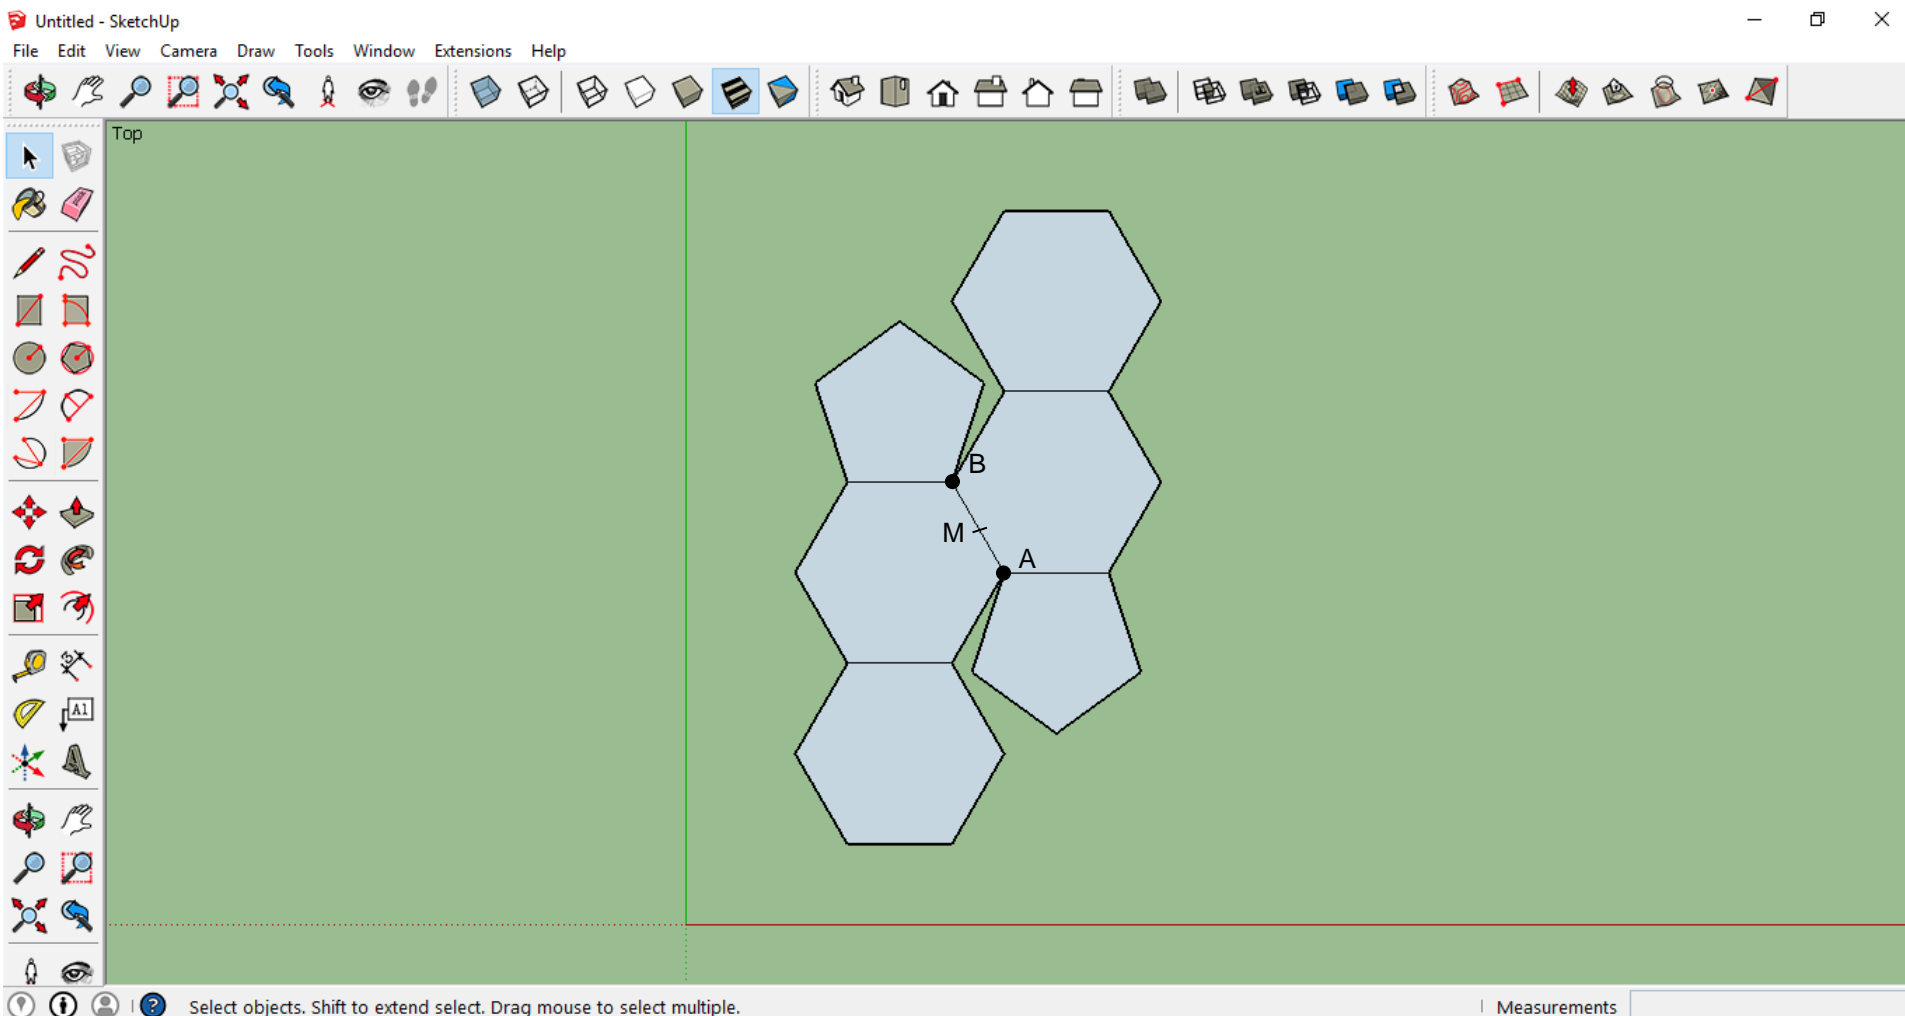 Untitled - SketchUp
File Edit View Camera Draw Tools Window Extensions Help
Top
B
M
A
A1
Select objects. Shift to extend select. Drag mouse to select multiple.
Measurements